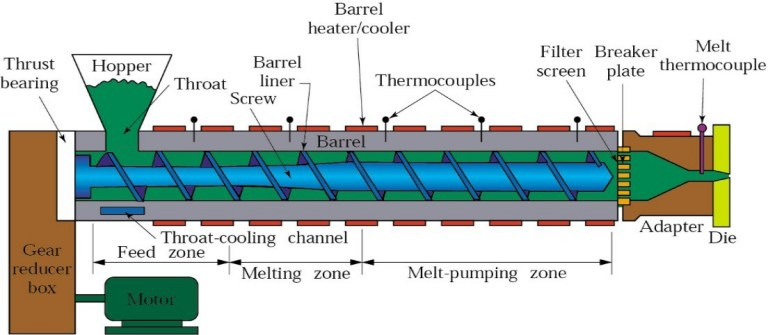 Barrel
heater/cooler
Hopper
Thrust
bearing
Throat
Barrel
liner
Screw
Thermocouples
Filter
screen
Breaker
plate
Melt
thermocouple
Barrel
Throat-cooling channel
Feed zone
Melting zone
Melt-pumping zone
Adapter
Die
Gear
reducer
box
Motor